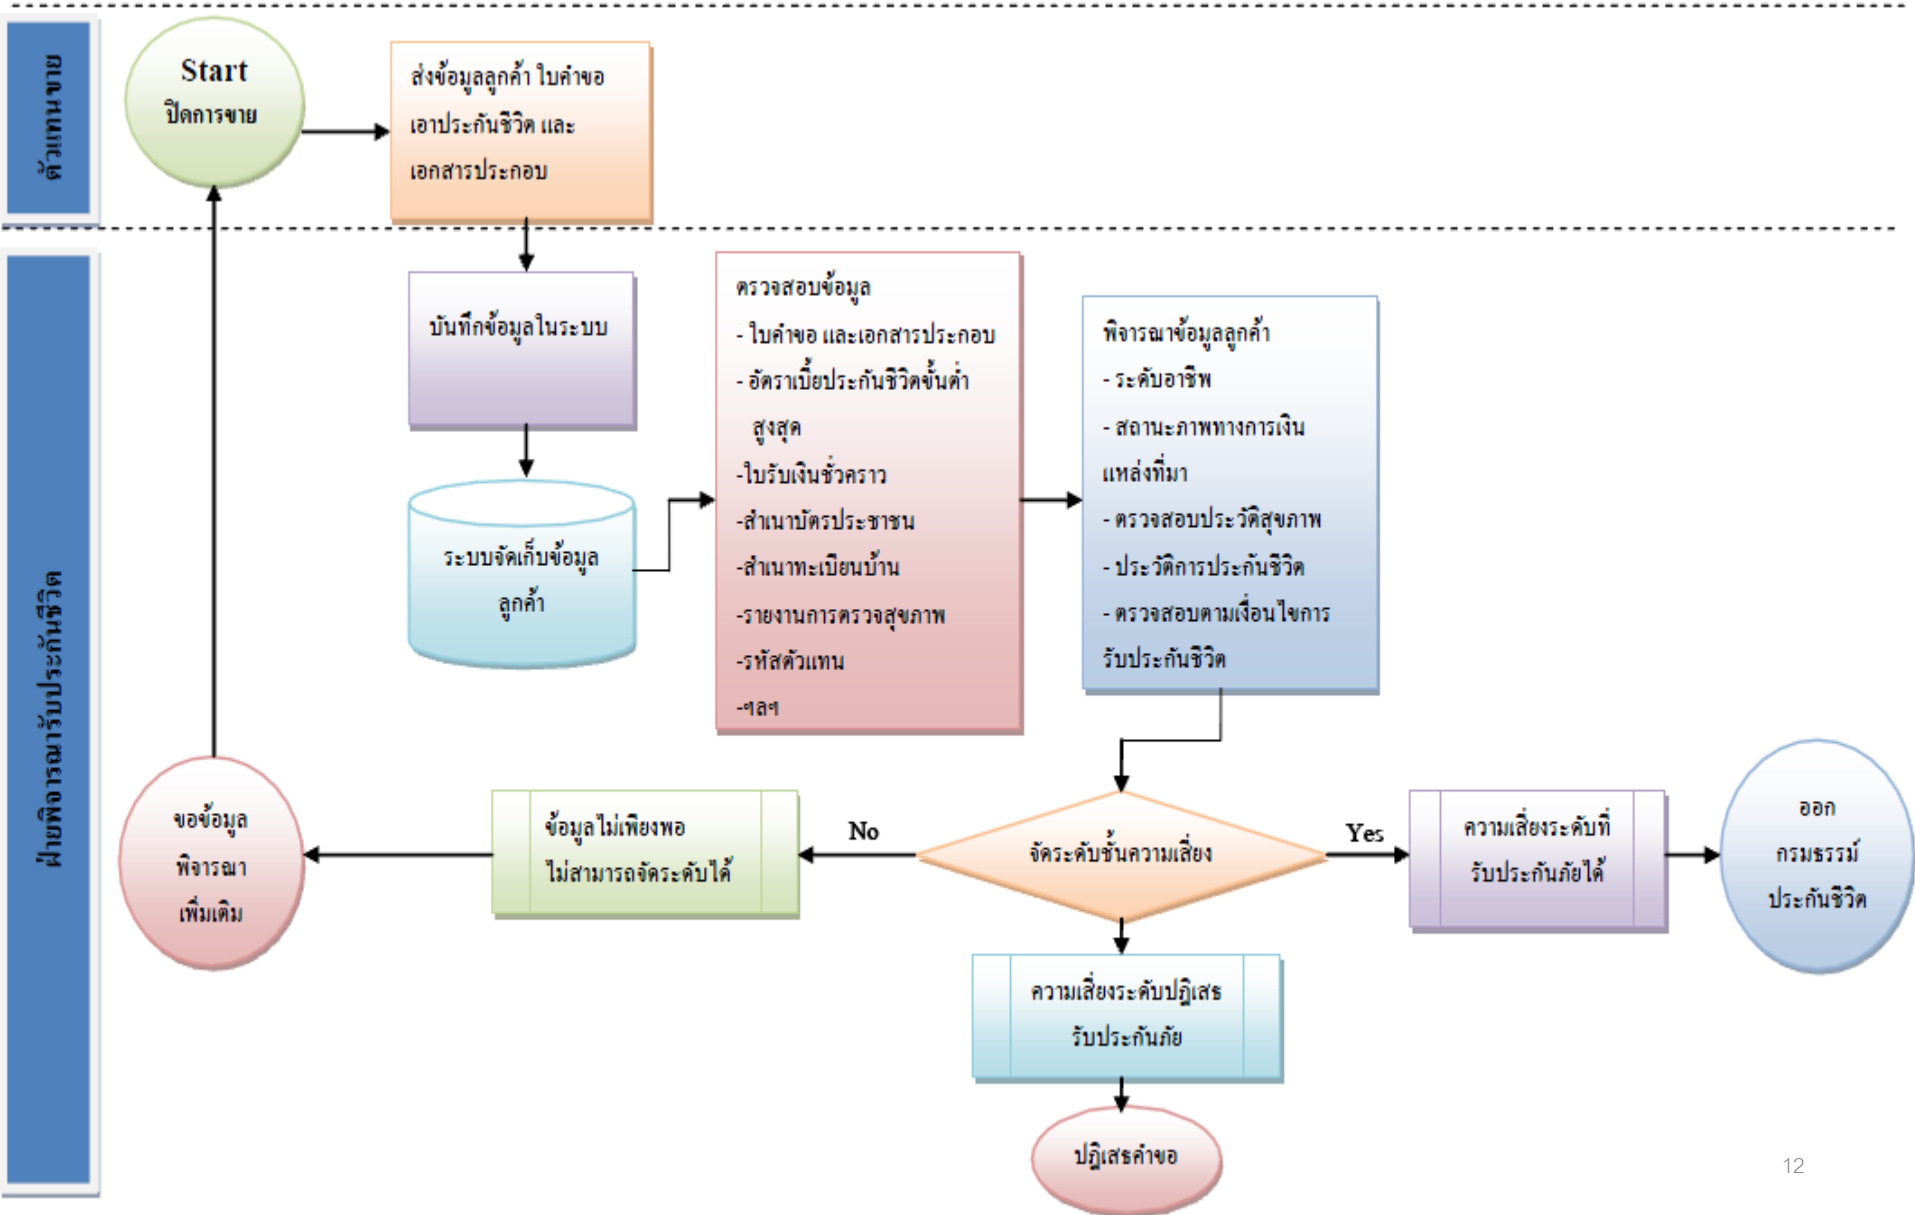 ตัวแทนขาย
Start
ปิดการขาย
ส่งข้อมูลลูกค้า ใบคำขอ
เอาประกันชีวิต และ
เอกสารประกอบ
ฝ่ายพิจารณารับประกันชีวิต
บันทึกข้อมูลในระบบ
ระบบจัดเก็บข้อมูล
ลูกค้า
ตรวจสอบข้อมูล
- ใบคำขอ และเอกสารประกอบ
- อัตราเบี้ยประกันชีวิตขั้นต่ำ
สูงสุด
-ใบรับเงินชั่วคราว
-สำเนาบัตรประชาชน
-สำเนาทะเบียนบ้าน
-รายงานการตรวจสุขภาพ
-รหัสตัวแทน
-ฯลฯ
พิจารณาข้อมูลลูกค้า
- ระดับอาชีพ
- สถานะภาพทางการเงิน
แหล่งที่มา
- ตรวจสอบประวัติสุขภาพ
- ประวัติการประกันชีวิต
- ตรวจสอบตามเงื่อนไขการ
รับประกันชีวิต
ขอข้อมูล
พิจารณา
เพิ่มเติม
ข้อมูลไม่เพียงพอ
ไม่สามารถจัดระดับได้
No
จัดระดับชั้นความเสี่ยง
Yes
ความเสี่ยงระดับที่
รับประกันภัยได้
ออก
กรมธรรม์
ประกันชีวิต
ความเสี่ยงระดับปฏิเสธ
รับประกันภัย
ปฏิเสธคำขอ
12